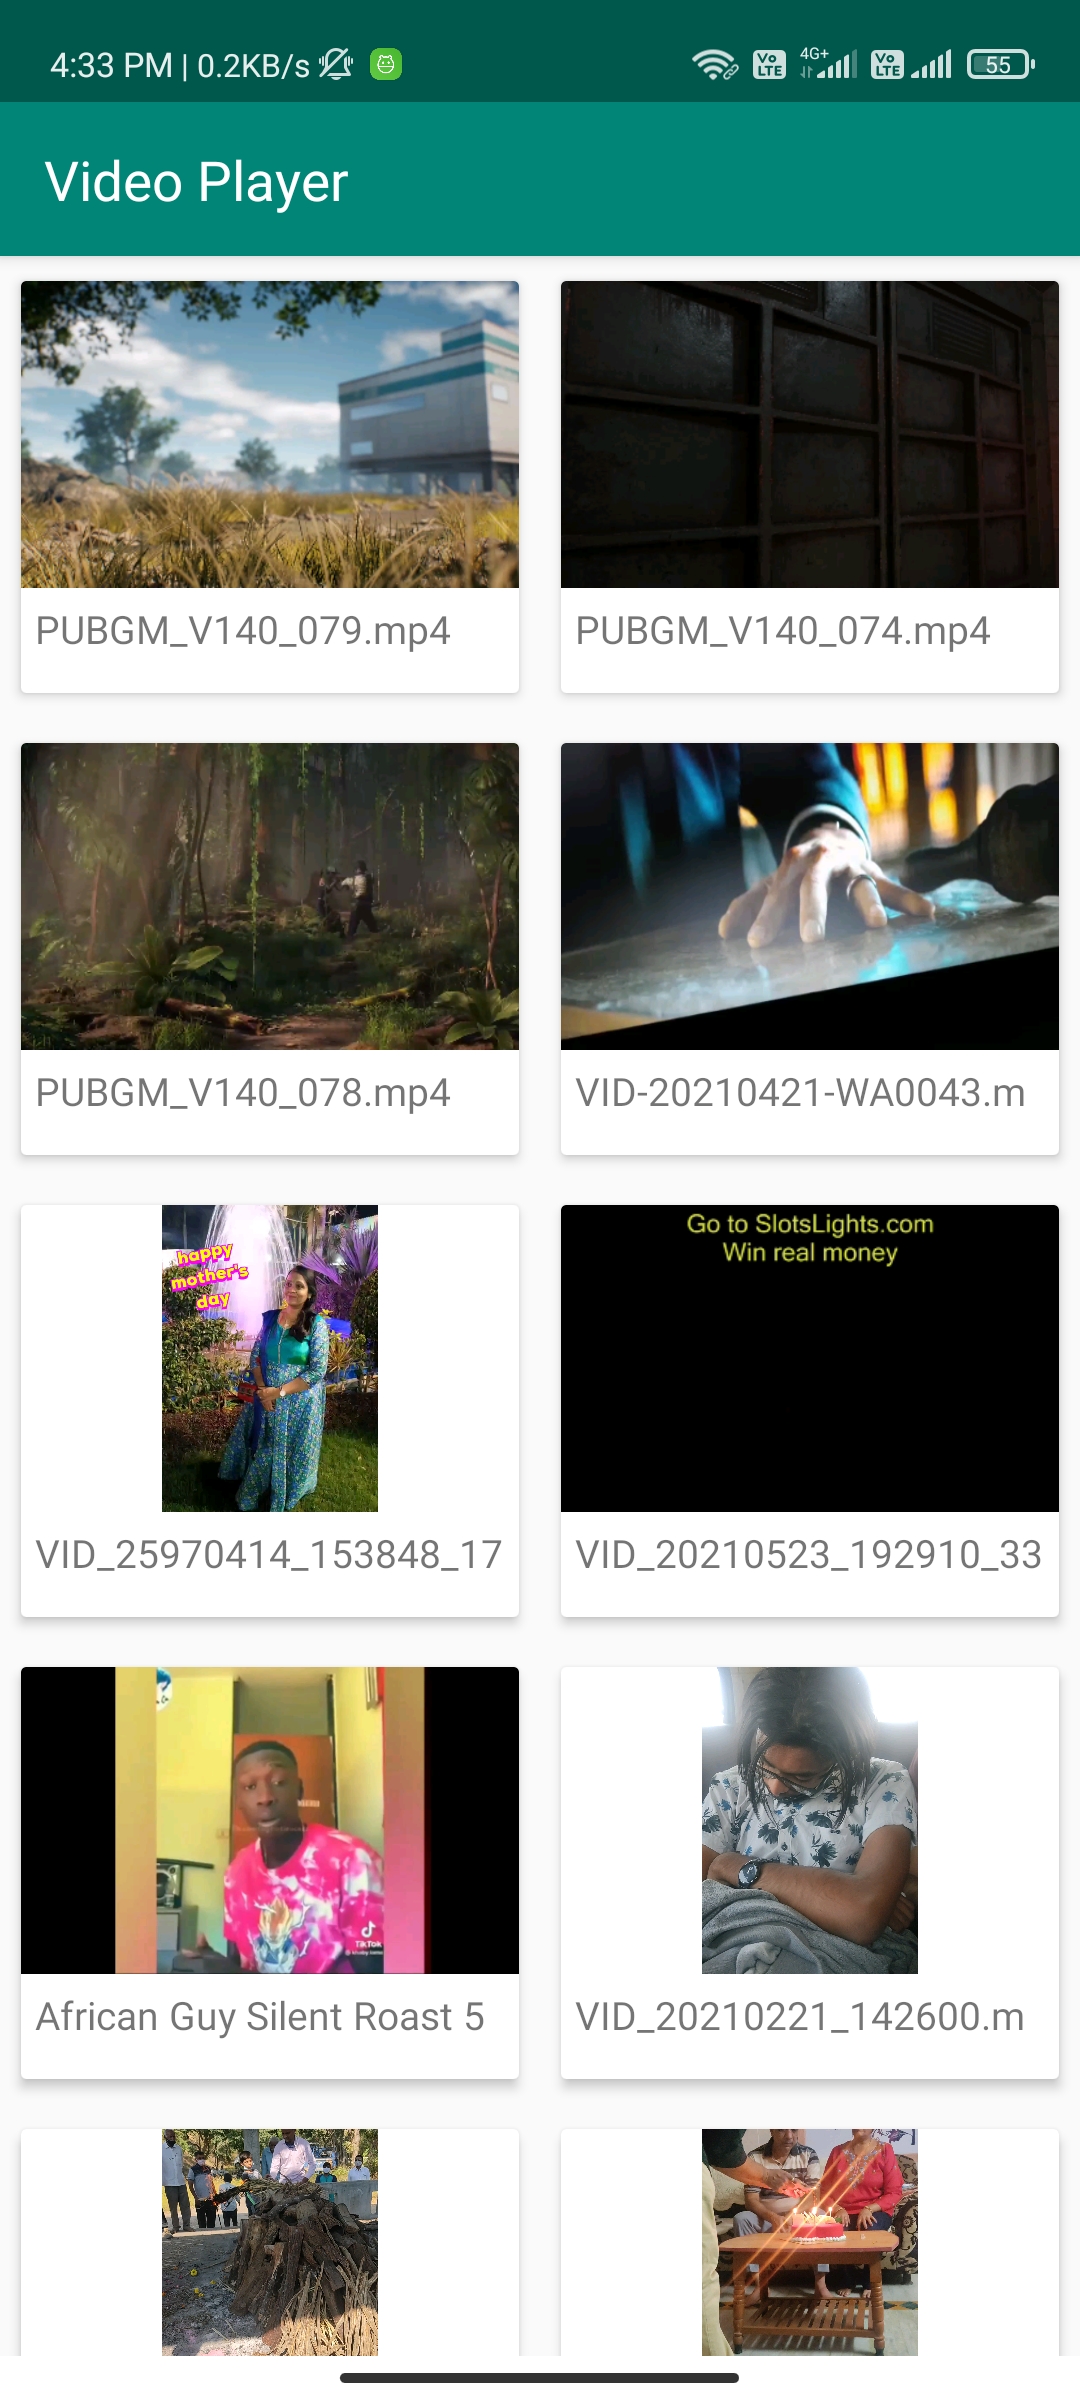 4:33 PM | 0.2KB/s
Vo LTE 4G+ Vo LTE 55
Video Player
PUBGM_V140_079.mp4
PUBGM_V140_074.mp4
PUBGM_V140_078.mp4
VID-20210421-WA0043.m
happy
mother's
day
Go to SlotsLights.com
Win real money
VID_25970414_153848_17
VID_20210523_192910_33
TikTok
African Guy Silent Roast 5
VID_20210221_142600.m